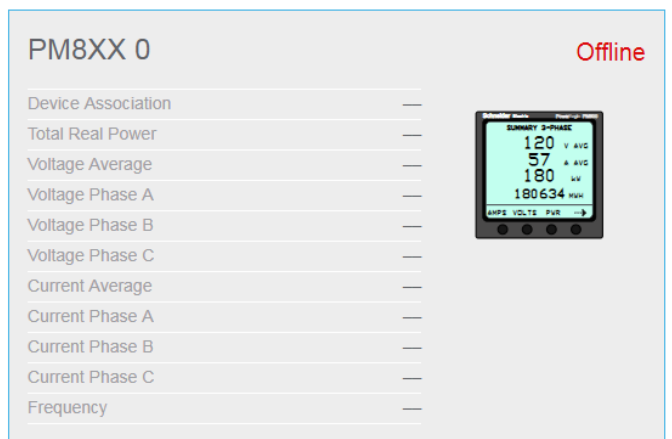 PM8XX 0
Offline
Device Association —
Total Real Power —
Voltage Average —
Voltage Phase A —
Voltage Phase B —
Voltage Phase C —
Current Average —
Current Phase A —
Current Phase B —
Current Phase C —
Frequency —
Schneider Electric
SUMMARY 3-PHASE
120 V AVG
57 A AVG
180 kW
180634 MWH
AMPS VOLTS PWR